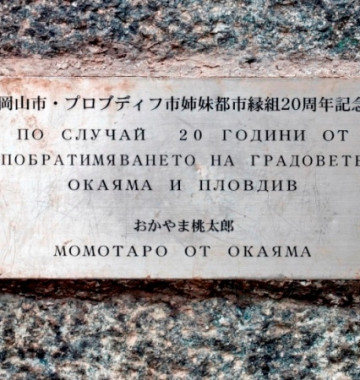 岡山市・プロブディフ市姉妹都市縁組20周年記念
ПО СЛУЧАЙ 20 ГОДИНИ ОТ
ПОБРАТИМЯВАНЕТО НА ГРАДОВЕТЕ
ОКАЯМА И ПЛОВДИВ
おかやま桃太郎
МОМОТАРО ОТ ОКАЯМА